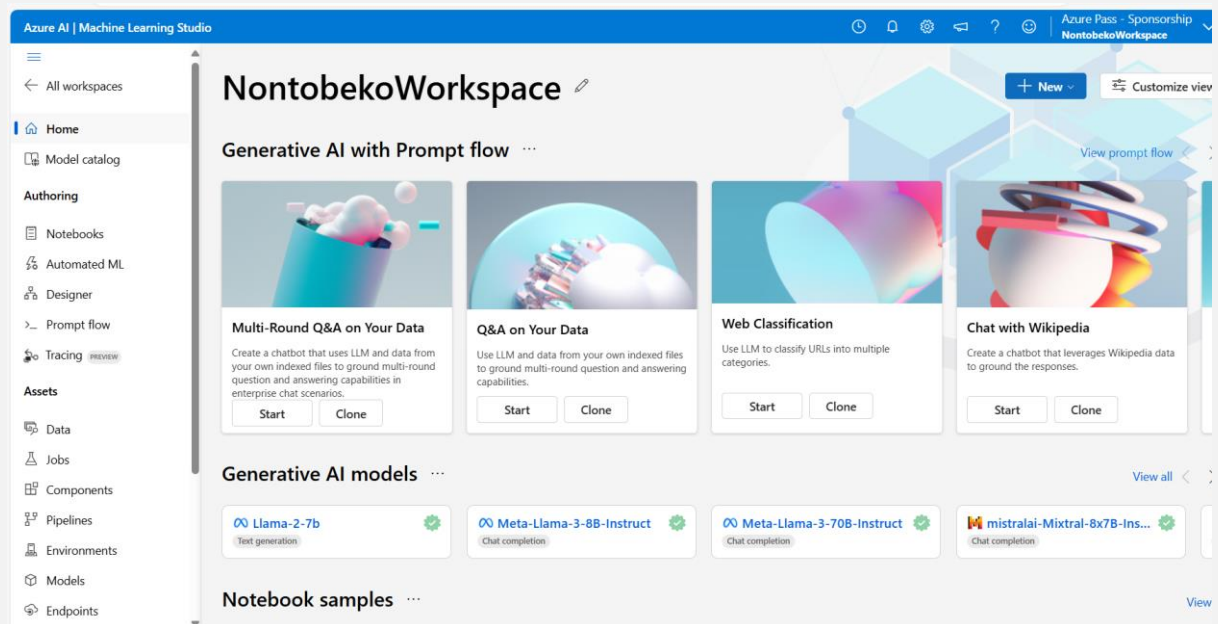 Azure AI | Machine Learning Studio
Azure Pass - Sponsorship
NontobekoWorkspace
All workspaces
Home
Model catalog
Authoring
Notebooks
Automated ML
Designer
Prompt flow
Tracing PREVIEW
Assets
Data
Jobs
Components
Pipelines
Environments
Models
Endpoints
NontobekoWorkspace
New
Customize view
Generative AI with Prompt flow ...
View prompt flow
Multi-Round Q&A on Your Data
Create a chatbot that uses LLM and data from
your own indexed files to ground multi-round
question and answering capabilities in
enterprise chat scenarios.
Start Clone
Q&A on Your Data
Use LLM and data from your own indexed files
to ground multi-round question and answering
capabilities.
Start Clone
Web Classification
Use LLM to classify URLs into multiple
categories.
Start Clone
Chat with Wikipedia
Create a chatbot that leverages Wikipedia data
to ground the responses.
Start Clone
Generative AI models ...
View all
Llama-2-7b
Text generation
Meta-Llama-3-8B-Instruct
Chat completion
Meta-Llama-3-70B-Instruct
Chat completion
mistralai-Mixtral-8x7B-Ins...
Chat completion
Notebook samples ...
View